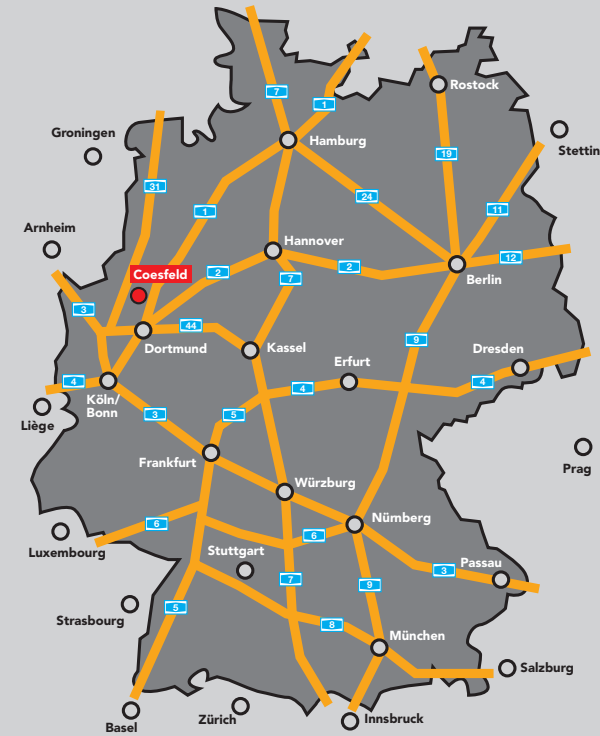 7
1
Rostock
Groningen
Hamburg
Stettin
19
31
24
1
11
Arnheim
Hannover
12
Coesfeld
2
2
7
Berlin
3
44
9
Dortmund
Kassel
Erfurt
Dresden
4
4
4
Köln/
Bonn
3
5
Liège
Frankfurt
Prag
Würzburg
6
Nürnberg
6
Luxembourg
Stuttgart
Passau
3
7
9
5
Strasbourg
8
München
Salzburg
Zürich
Innsbruck
Basel